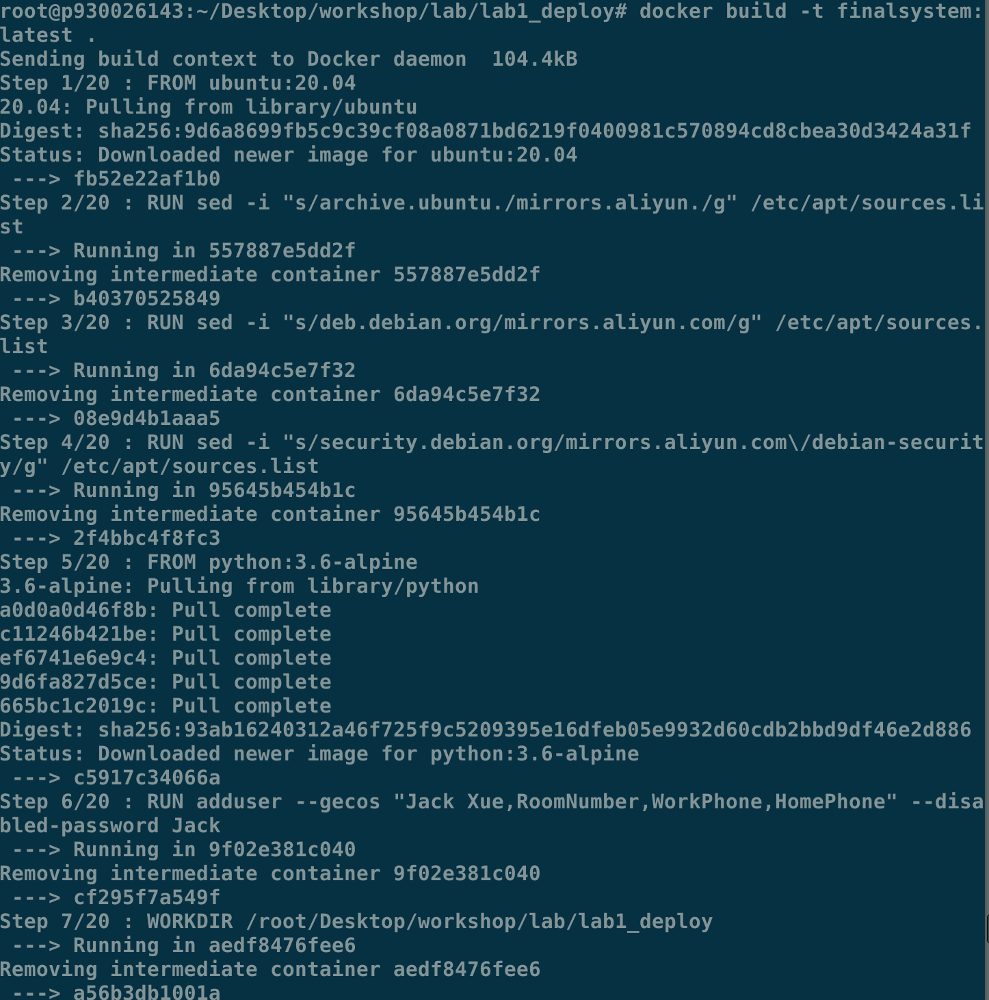 root@p930026143:~/Desktop/workshop/lab/lab1_deploy# docker build -t finalsystem:
latest .
Sending build context to Docker daemon  104.4kB
Step 1/20 : FROM ubuntu:20.04
20.04: Pulling from library/ubuntu
Digest: sha256:9d6a8699fb5c9c39cf08a0871bd6219f0400981c570894cd8cbea30d3424a31f
Status: Downloaded newer image for ubuntu:20.04
 ---> fb52e22af1b0
Step 2/20 : RUN sed -i "s/archive.ubuntu./mirrors.aliyun./g" /etc/apt/sources.li
st
 ---> Running in 557887e5dd2f
Removing intermediate container 557887e5dd2f
 ---> b40370525849
Step 3/20 : RUN sed -i "s/deb.debian.org/mirrors.aliyun.com/g" /etc/apt/sources.
list
 ---> Running in 6da94c5e7f32
Removing intermediate container 6da94c5e7f32
 ---> 08e9d4b1aaa5
Step 4/20 : RUN sed -i "s/security.debian.org/mirrors.aliyun.com\/debian-securit
y/g" /etc/apt/sources.list
 ---> Running in 95645b454b1c
Removing intermediate container 95645b454b1c
 ---> 2f4bbc4f8fc3
Step 5/20 : FROM python:3.6-alpine
3.6-alpine: Pulling from library/python
a0d0a0d46f8b: Pull complete
c11246b421be: Pull complete
ef6741e6e9c4: Pull complete
9d6fa827d5ce: Pull complete
665bc1c2019c: Pull complete
Digest: sha256:93ab16240312a46f725f9c5209395e16dfeb05e9932d60cdb2bbd9df46e2d886
Status: Downloaded newer image for python:3.6-alpine
 ---> c5917c34066a
Step 6/20 : RUN adduser --gecos "Jack Xue,RoomNumber,WorkPhone,HomePhone" --disa
bled-password Jack
 ---> Running in 9f02e381c040
Removing intermediate container 9f02e381c040
 ---> cf295f7a549f
Step 7/20 : WORKDIR /root/Desktop/workshop/lab/lab1_deploy
 ---> Running in aedf8476fee6
Removing intermediate container aedf8476fee6
 ---> a56b3db1001a